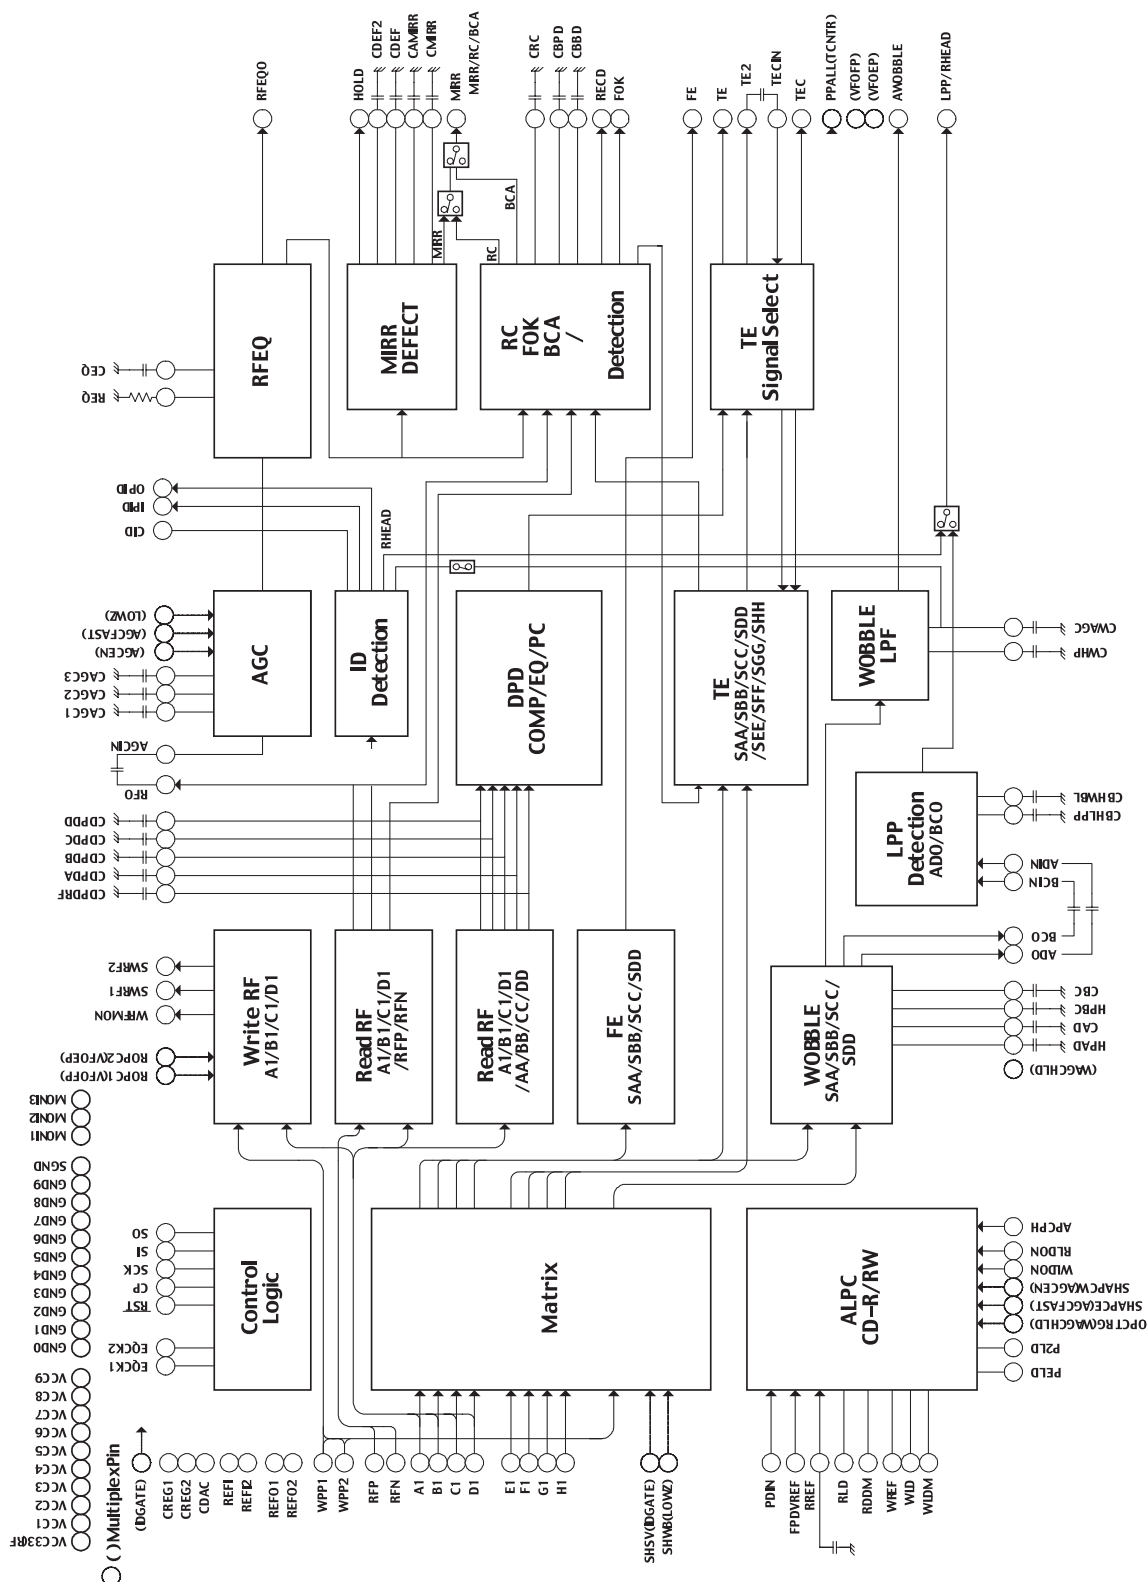 RFEQO
HOLD
CDEF2
CDEF
CAMIRR
CMIRR
MRR
MRR/RC/BCA
CRC
CBPD
CBBD
RECD
FOK
FE
TE
TE2
TECIN
TEC
PPALL(TCNTR)
(VFOFP)
(VFOEP)
AWOBBLE
LPP/RHEAD
MRR
RC
BCA
RFEQ
MIRR
DEFECT
RC
FOK
BCA
/
Detection
TE
Signal Select
CEQ
REQ
OPID
IPID
CID
RHEAD
(LOWZ)
(AGCFAST)
(AGCEN)
CAGC3
CAGC2
CAGC1
AGCIN
RFO
AGC
ID
Detection
DPD
COMP/EQ/PC
TE
SAA/SBB/SCC/SDD
/SEE/SFF/SGG/SHH
WOBBLE
LPF
CWAGC
CWHP
LPP
Detection
ADO/BCO
CBHWBL
CBHLPP
ADIN
BCIN
BCO
ADO
CDPDD
CDPDC
CDPDB
CDPDA
CDPDRF
SWRF2
SWRF1
WRFMON
ROPC2(VFOEP)
ROPC1(VFOFP)
Write RF
A1/B1/C1/D1
Read RF
A1/B1/C1/D1
/RFP/RFN
Read RF
A1/B1/C1/D1
/AA/BB/CC/DD
FE
SAA/SBB/SCC/SDD
WOBBLE
SAA/SBB/SCC/
SDD
CBC
HPBC
CAD
HPAD
(WAGCHLD)
MONI3
MONI2
MONI1
SGND
GND9
GND8
GND7
GND6
GND5
GND4
GND3
GND2
GND1
GND0
VCC9
VCC8
VCC7
VCC6
VCC5
VCC4
VCC3
VCC2
VCC1
VCC33RF
SO
SI
SCK
CP
RST
EQCK2
EQCK1
Control
Logic
Matrix
ALPC
CD-R/RW
APCPH
RLDON
WLDON
SHAPCWAGCEN)
SHAPCE(AGCFAST)
OPCTRG(WAGCHLD)
P2LD
PELD
( )MultiplexPin
(IDGATE)
CREG1
CREG2
CDAC
REFI1
REFI2
REFO1
REFO2
WPP1
WPP2
RFP
RFN
A1
B1
C1
D1
E1
F1
G1
H1
SHSV(IDGATE)
SHWB(LOWZ)
PDIN
FPDVREF
RREF
RLD
RDDM
WREF
WLD
WLDM